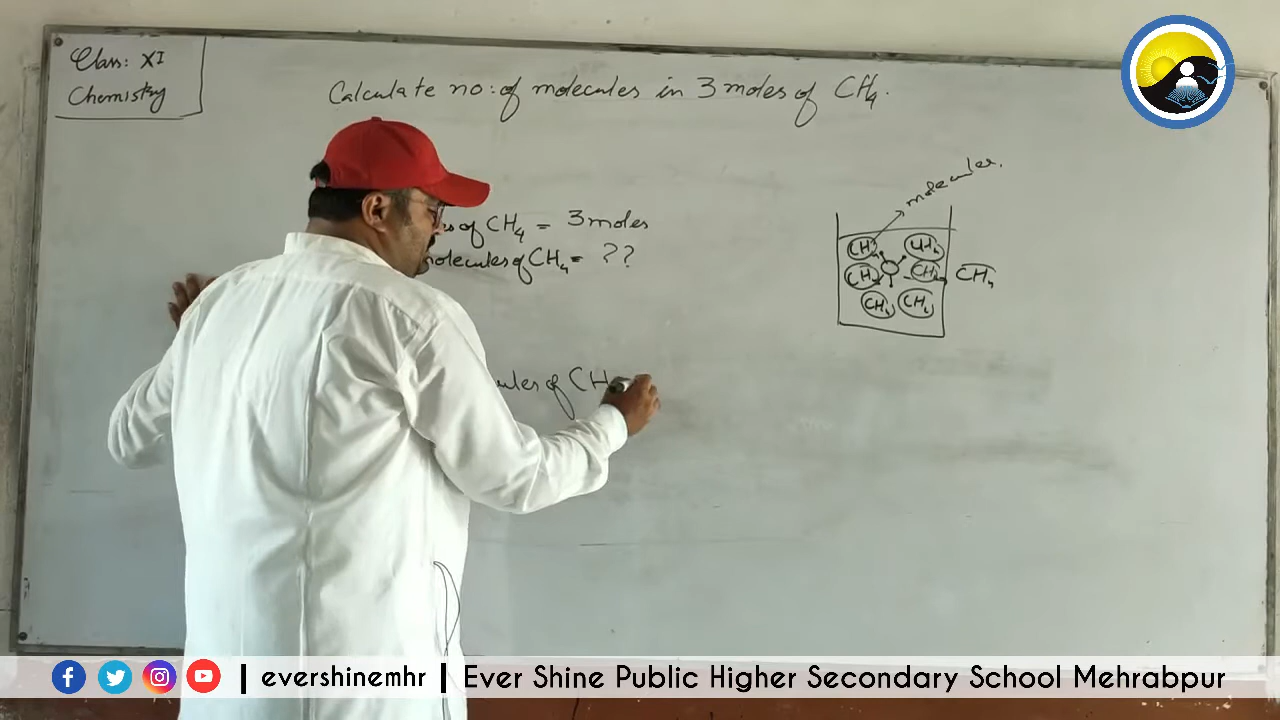 Class: XI
Chemistry
Calculate no: of molecules in 3 moles of CH4.
molecules.
of CH4 = 3 moles
molecules of CH4 = ??
CH4 CH4
CH4 CH4 CH4
CH4 CH4
of CH
| evershinemhr | Ever Shine Public Higher Secondary School Mehrabpur